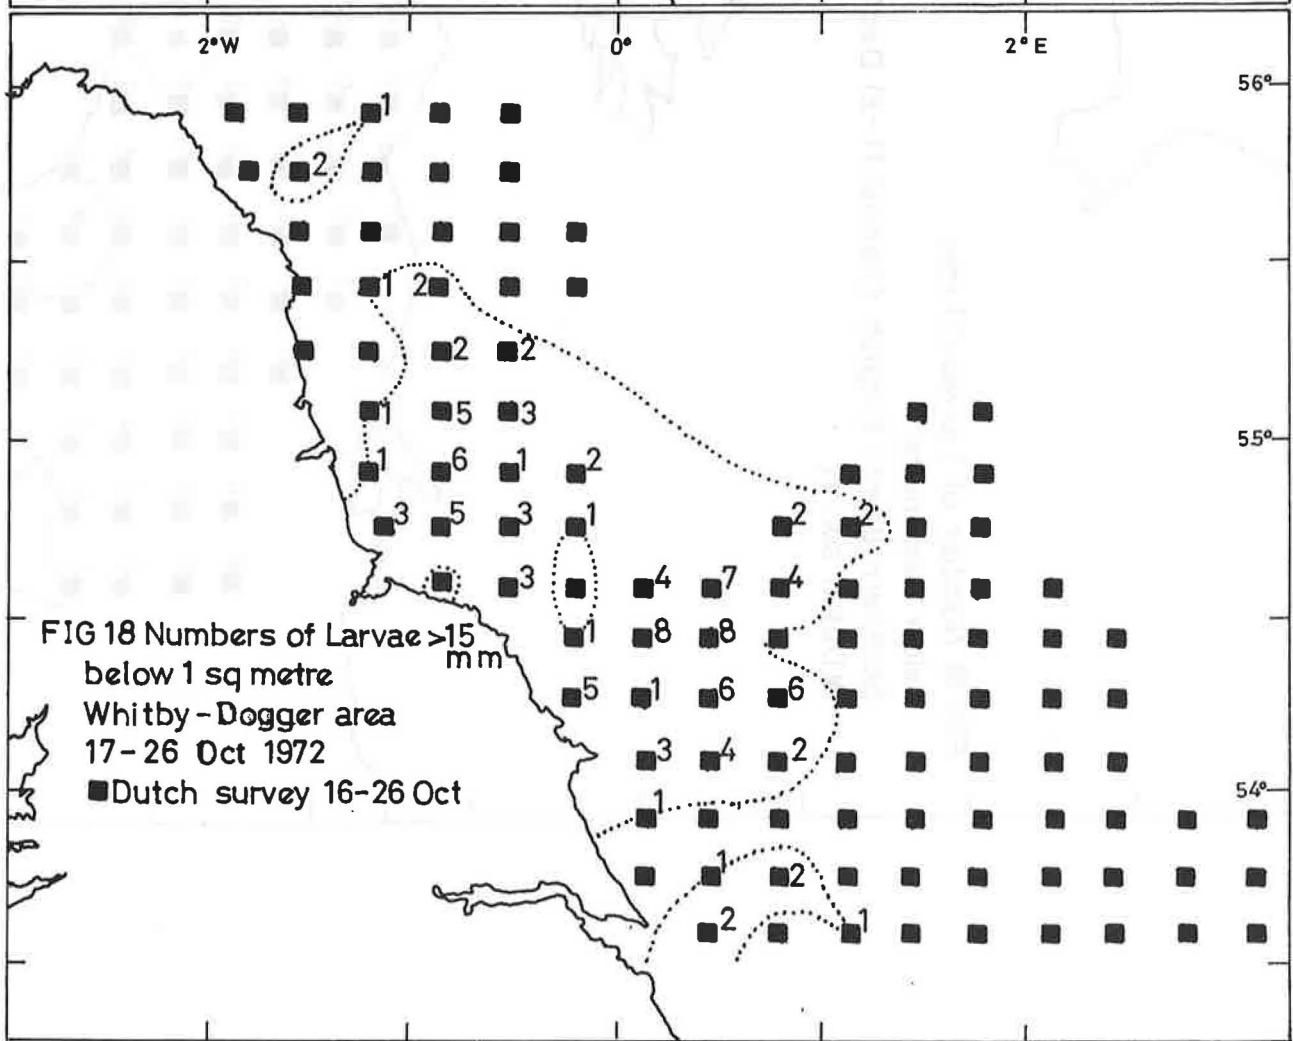 2°W 0° 2°E
56°
1
2
1 2
2 2
1 5 3
55°
1 6 1 2
3 5 3 1 2 2
3 4 7 4
1 8 8
FIG 18 Numbers of Larvae >15 mm
below 1 sq metre
5 1 6 6
Whitby-Dogger area
3 4 2
17-26 Oct 1972
54°
Dutch survey 16-26 Oct
1
1 2
2 1